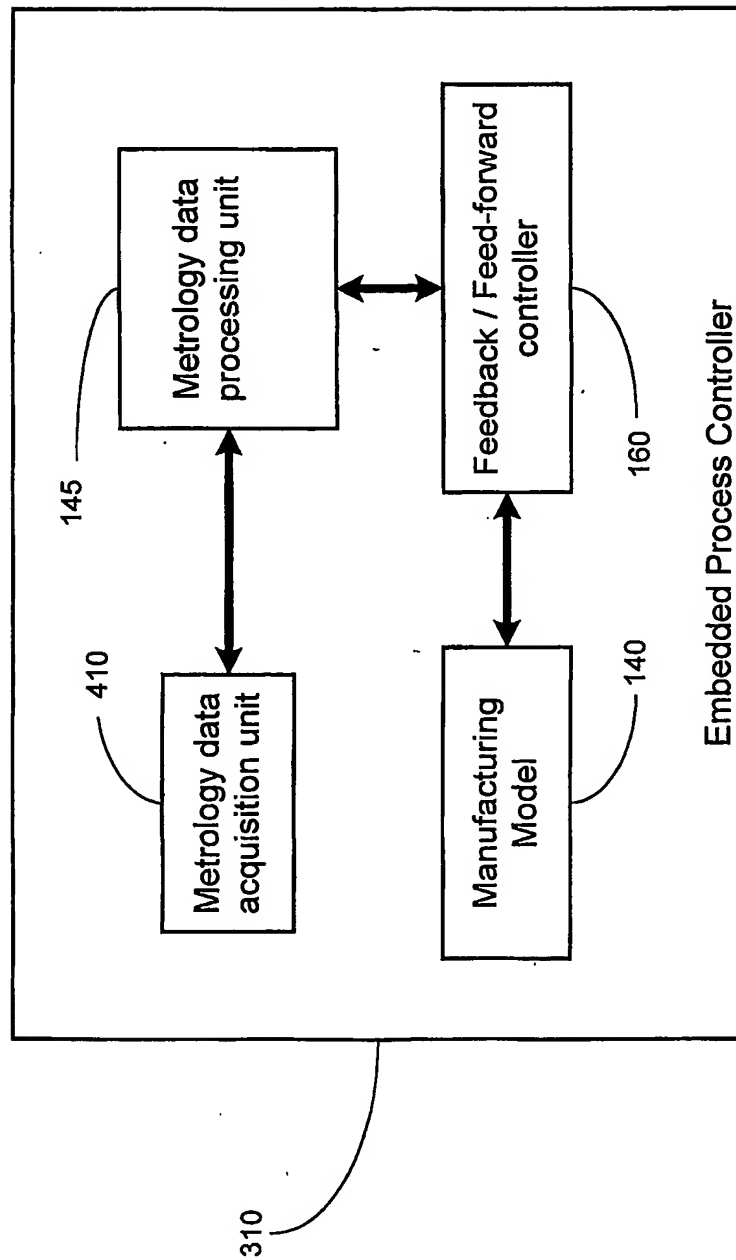 310
410
Metrology data
acquisition unit
145
Metrology data
processing unit
Manufacturing
Model
140
Feedback / Feed-forward
controller
160
Embedded Process Controller